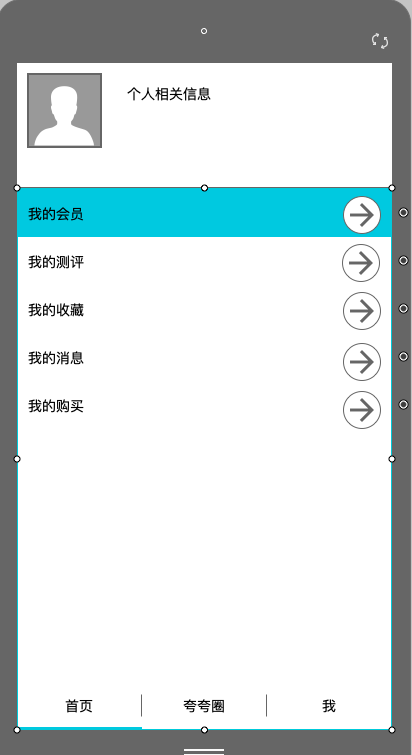 个人相关信息
我的会员
我的测评
我的收藏
我的消息
我的购买
首页 夸夸圈 我